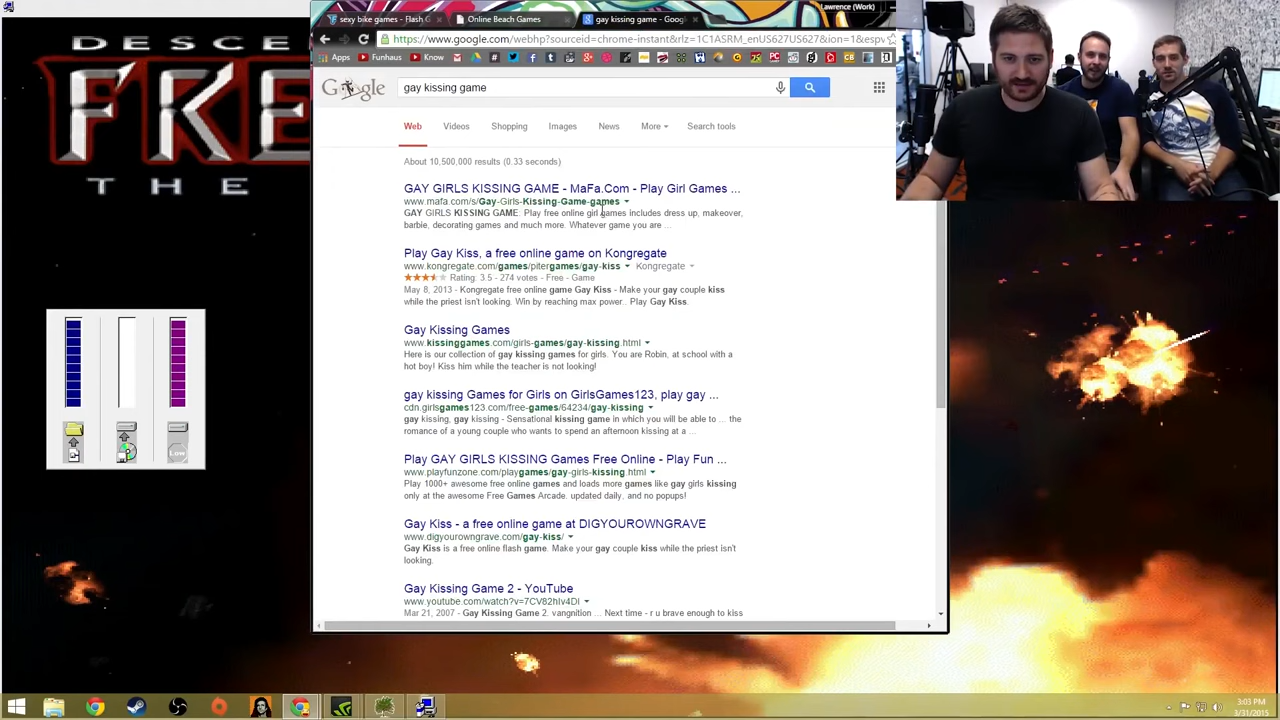 DESCE
FRE
THE
Lawrence (Work)
sexy bike games - Flash G
Online Beach Games
gay kissing game - Googl
https://www.google.com/webhp?sourceid=chrome-instant&rlz=1C1ASRM_enUS627US627&ion=1&espv
Apps
Funhaus
Know
Google
gay kissing game
Web
Videos
Shopping
Images
News
More
Search tools
About 10,500,000 results (0.33 seconds)
GAY GIRLS KISSING GAME - MaFa.Com - Play Girl Games ...
www.mafa.com/s/Gay-Girls-Kissing-Game-games
GAY GIRLS KISSING GAME: Play free online girl games includes dress up, makeover,
barbie, decorating games and much more. Whatever game you are ...
Play Gay Kiss, a free online game on Kongregate
www.kongregate.com/games/pitergames/gay-kiss Kongregate
Rating: 3.5 - 274 votes - Free - Game
May 8, 2013 - Kongregate free online game Gay Kiss - Make your gay couple kiss
while the priest isn't looking. Win by reaching max power.. Play Gay Kiss.
Gay Kissing Games
www.kissinggames.com/girls-games/gay-kissing.html
Here is our collection of gay kissing games for girls. You are Robin, at school with a
hot boy! Kiss him while the teacher is not looking!
gay kissing Games for Girls on GirlsGames123, play gay ...
cdn.girlsgames123.com/free-games/64234/gay-kissing
gay kissing, gay kissing - Sensational kissing game in which you will be able to ... the
romance of a young couple who wants to spend an afternoon kissing at a ...
Play GAY GIRLS KISSING Games Free Online - Play Fun ...
www.playfunzone.com/playgames/gay-girls-kissing.html
Play 1000+ awesome free online games and loads more games like gay girls kissing
only at the awesome Free Games Arcade. updated daily, and no popups!
Gay Kiss - a free online game at DIGYOUROWNGRAVE
www.digyourowngrave.com/gay-kiss/
Gay Kiss is a free online flash game. Make your gay couple kiss while the priest isn't
looking.
Gay Kissing Game 2 - YouTube
www.youtube.com/watch?v=7CV82hIv4DI
Mar 21, 2007 - Gay Kissing Game 2. vangnition ... Next time - r u brave enough to kiss
Low
3:03 PM
3/31/2015